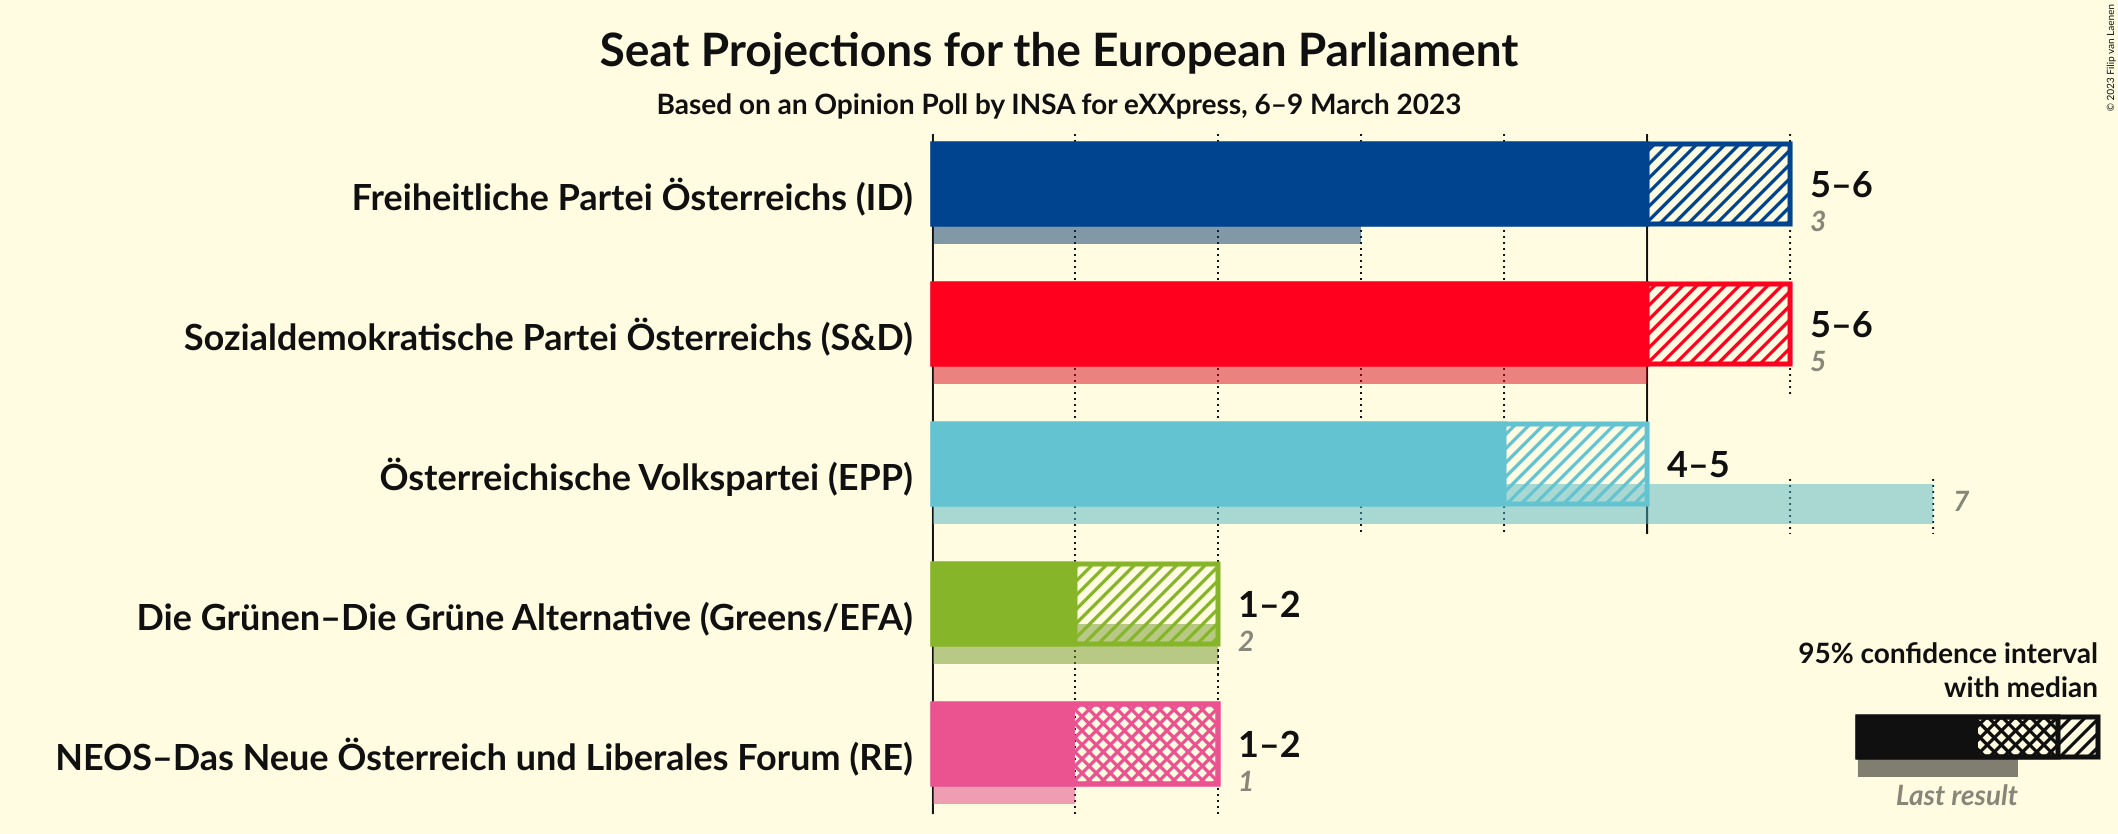 Seat Projections for the European Parliament
Based on an Opinion Poll by INSA for eXXpress, 6–9 March 2023
© 2023 Filip van Laenen
Freiheitliche Partei Österreichs (ID)
5–6
3
Sozialdemokratische Partei Österreichs (S&D)
5–6
5
Österreichische Volkspartei (EPP)
4–5
7
Die Grünen–Die Grüne Alternative (Greens/EFA)
1–2
2
NEOS–Das Neue Österreich und Liberales Forum (RE)
1–2
1
95% confidence interval
with median
Last result